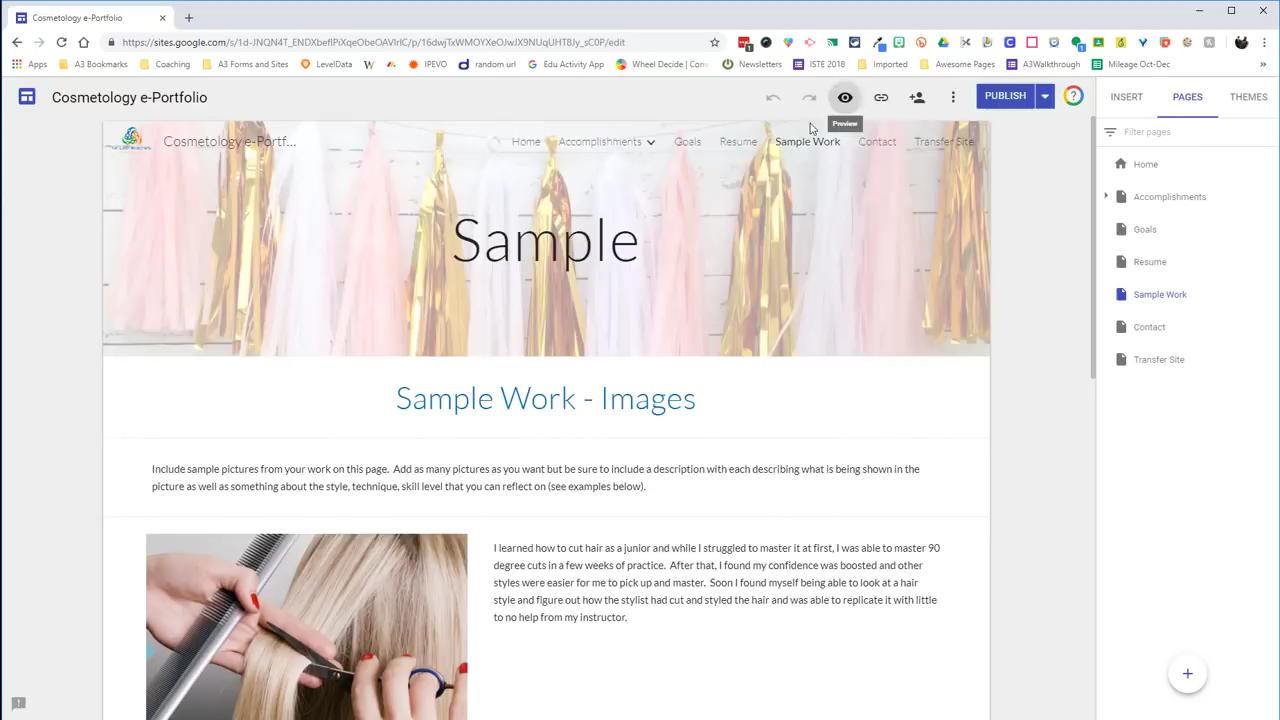 Cosmetology e-Portfolio
https://sites.google.com/s/1d-JNQN4T_ENDXbeflPiXqeObeOAVIrIC/p/16dwjTxWMOYXeOJxIX9NUqUHT8Jy_sC0P/edit
Apps A3 Bookmarks Coaching A3 Forms and Sites LevelData IPEVO random url Edu Activity App Wheel Decide | Com Newsletters ISTE 2018 Imported Awesome Pages A3Walkthrough Mileage Oct-Dec
Cosmetology e-Portfolio
PUBLISH
INSERT PAGES THEMES
Preview
Filter pages
Cosmetology e-Portf... Home Accomplishments Goals Resume Sample Work Contact Transfer Site
Home
Accomplishments
Goals
Resume
Sample Work
Contact
Transfer Site
Sample
Sample Work - Images
Include sample pictures from your work on this page. Add as many pictures as you want but be sure to include a description with each describing what is being shown in the
picture as well as something about the style, technique, skill level that you can reflect on (see examples below).
I learned how to cut hair as a junior and while I struggled to master it at first, I was able to master 90
degree cuts in a few weeks of practice. After that, I found my confidence was boosted and other
styles were easier for me to pick up and master. Soon I found myself being able to look at a hair
style and figure out how the stylist had cut and styled the hair and was able to replicate it with little
to no help from my instructor.